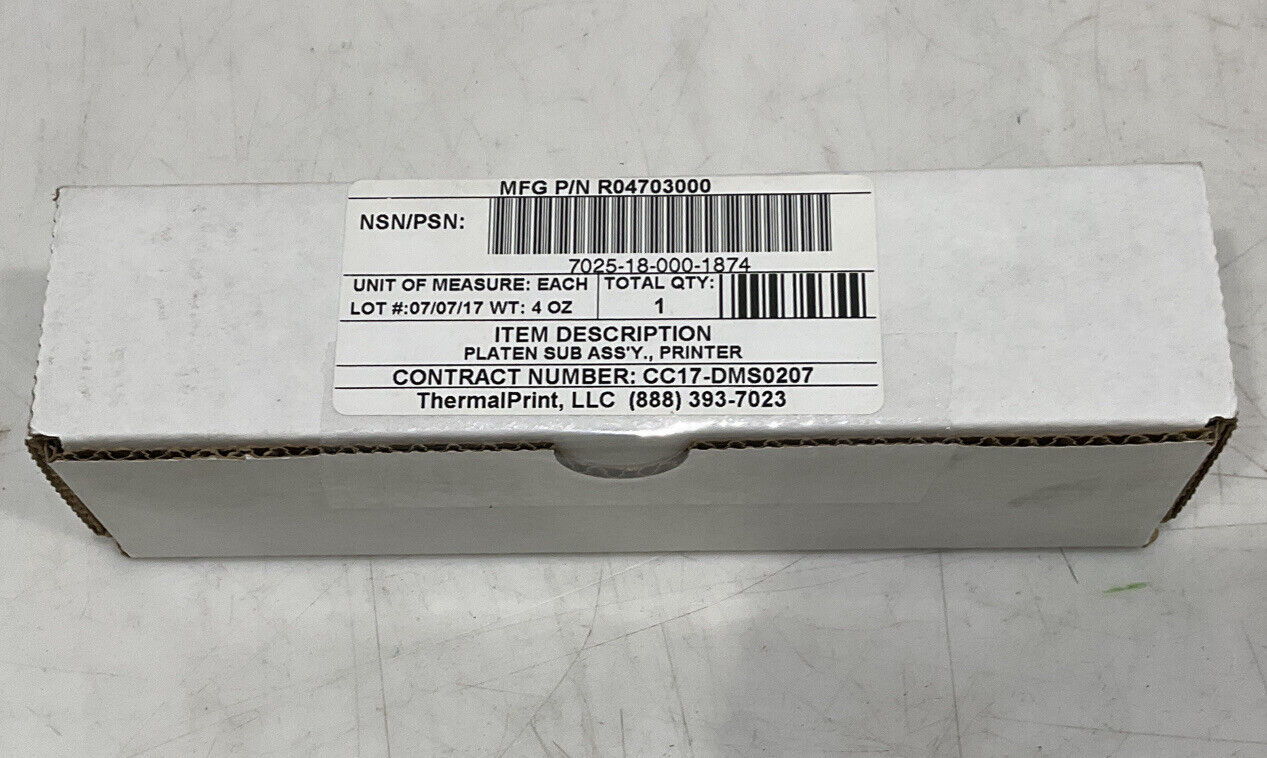 MFG P/N R04703000
NSN/PSN:
7025-18-000-1874
UNIT OF MEASURE: EACH
LOT #:07/07/17 WT: 4 OZ
TOTAL QTY:
1
ITEM DESCRIPTION
PLATEN SUB ASS'Y., PRINTER
CONTRACT NUMBER: CC17-DMS0207
ThermalPrint, LLC (888) 393-7023